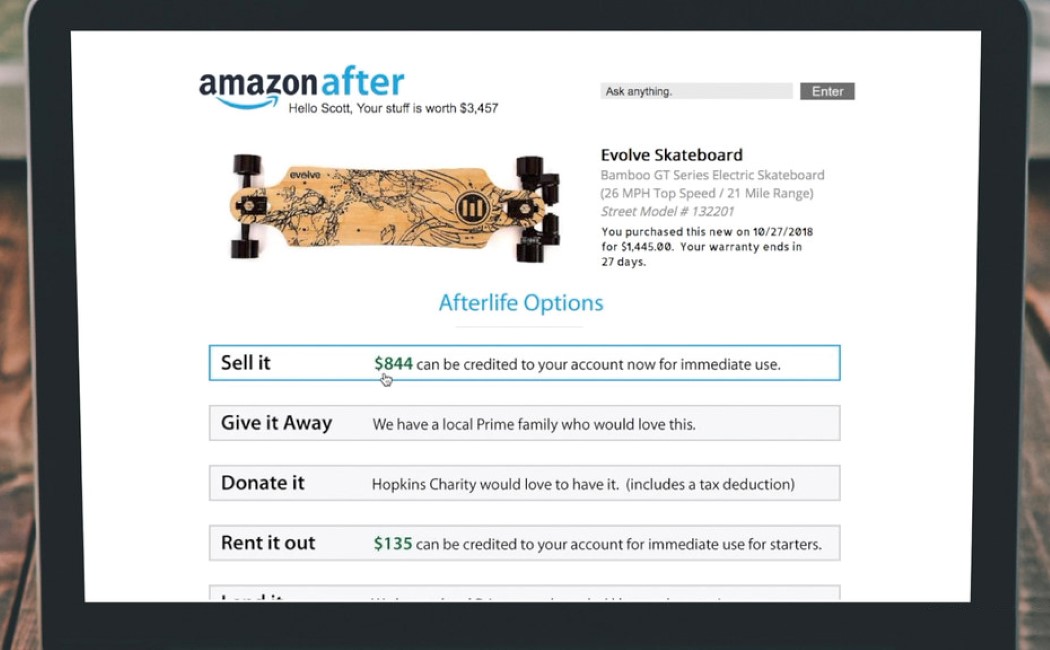 amazon after
Hello Scott, Your stuff is worth $3,457
Ask anything.
Enter
evolve
Evolve Skateboard
Bamboo GT Series Electric Skateboard
(26 MPH Top Speed / 21 Mile Range)
Street Model # 132201
You purchased this new on 10/27/2018
for $1,445.00. Your warranty ends in
27 days.
Afterlife Options
Sell it
$844 can be credited to your account now for immediate use.
Give it Away
We have a local Prime family who would love this.
Donate it
Hopkins Charity would love to have it. (includes a tax deduction)
Rent it out
$135 can be credited to your account for immediate use for starters.